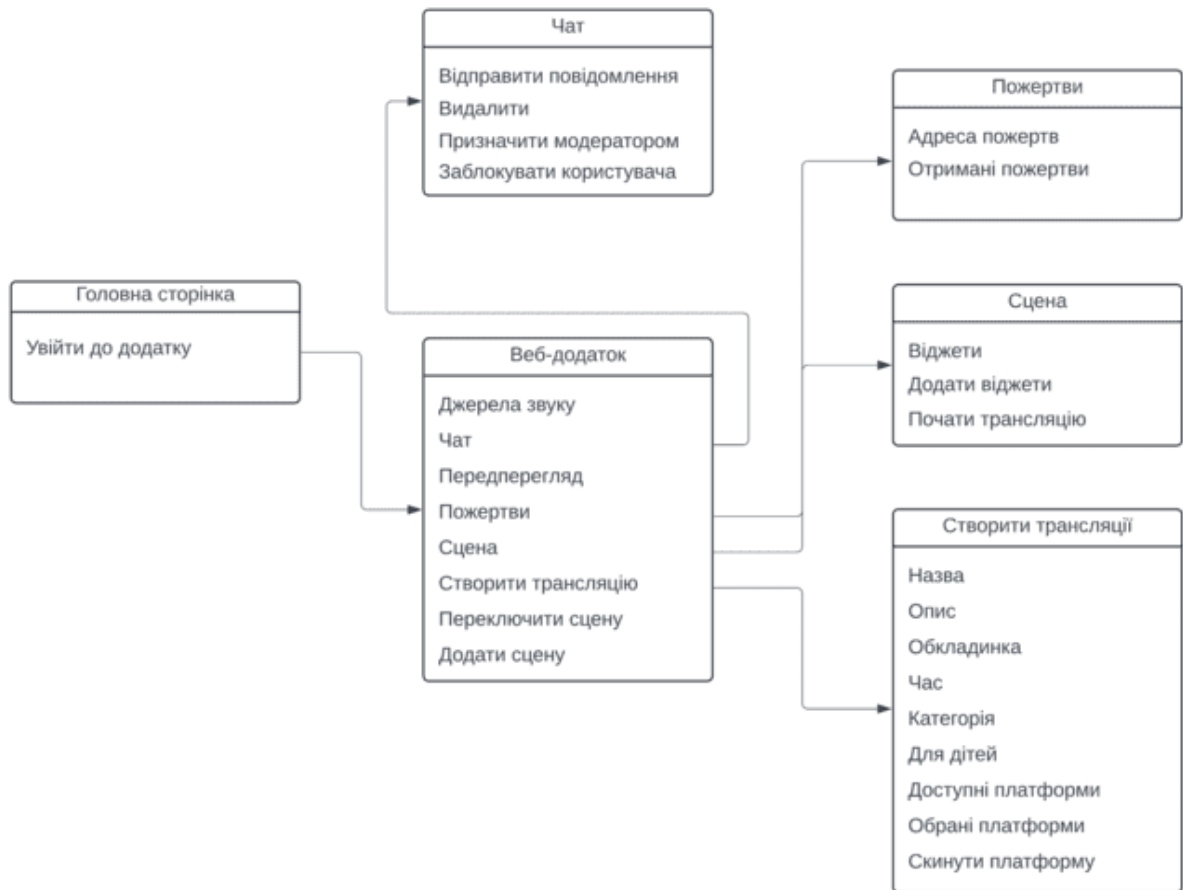 Чат
Відправити повідомлення
Видалити
Призначити модератором
Заблокувати користувача
Пожертви
Адреса пожертв
Отримані пожертви
Головна сторінка
Увійти до додатку
Веб-додаток
Джерела звуку
Чат
Передперегляд
Пожертви
Сцена
Створити трансляцію
Переключити сцену
Додати сцену
Сцена
Віджети
Додати віджети
Почати трансляцію
Створити трансляції
Назва
Опис
Обкладинка
Час
Категорія
Для дітей
Доступні платформи
Обрані платформи
Скинути платформу